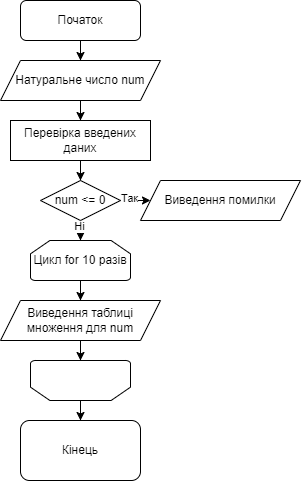 Початок
Натуральне число num
Перевірка введених
даних
num <= 0
Так
Виведення помилки
Ні
Цикл for 10 разів
Виведення таблиці
множення для num
Кінець